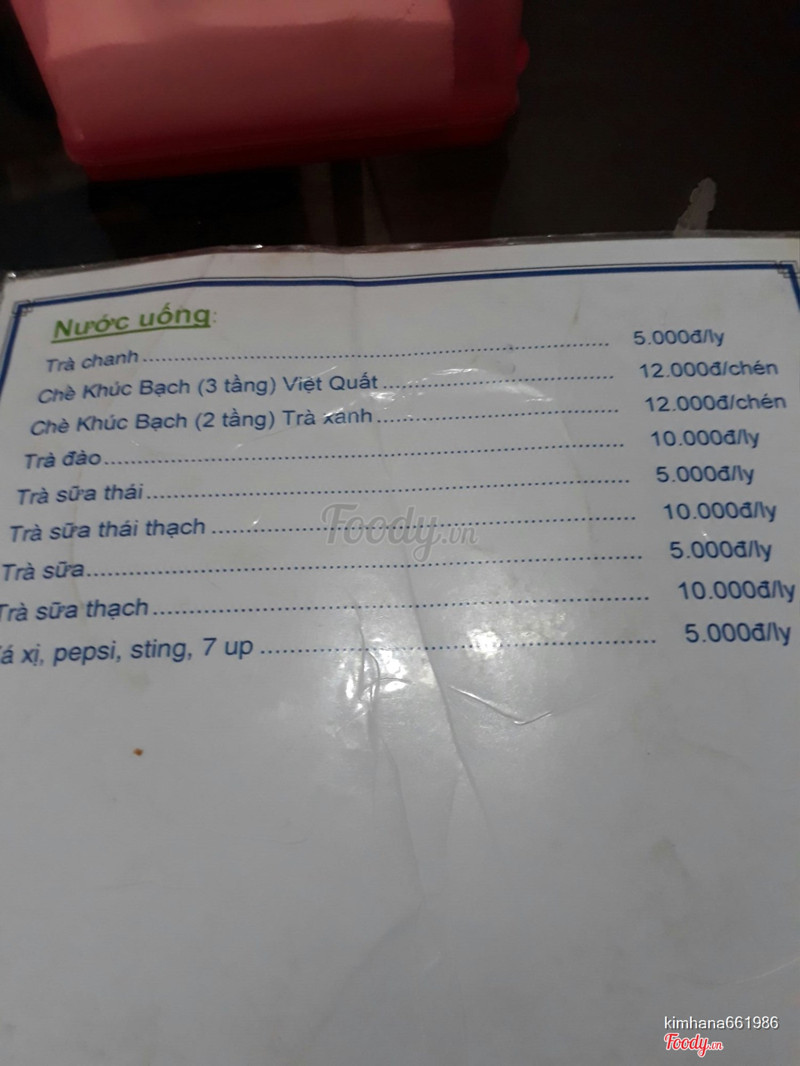 Nước uống:
Trà chanh ........ 5.000đ/ly
Chè Khúc Bạch (3 tầng) Việt Quất ........ 12.000đ/chén
Chè Khúc Bạch (2 tầng) Trà xanh ........ 12.000đ/chén
Trà đào ........ 10.000đ/ly
Trà sữa thái ........ 5.000đ/ly
Trà sữa thái thạch ........ 10.000đ/ly
Trà sữa ........ 5.000đ/ly
Trà sữa thạch ........ 10.000đ/ly
á xị, pepsi, sting, 7 up ........ 5.000đ/ly
Foody.vn
kimhana661986
Foody.vn